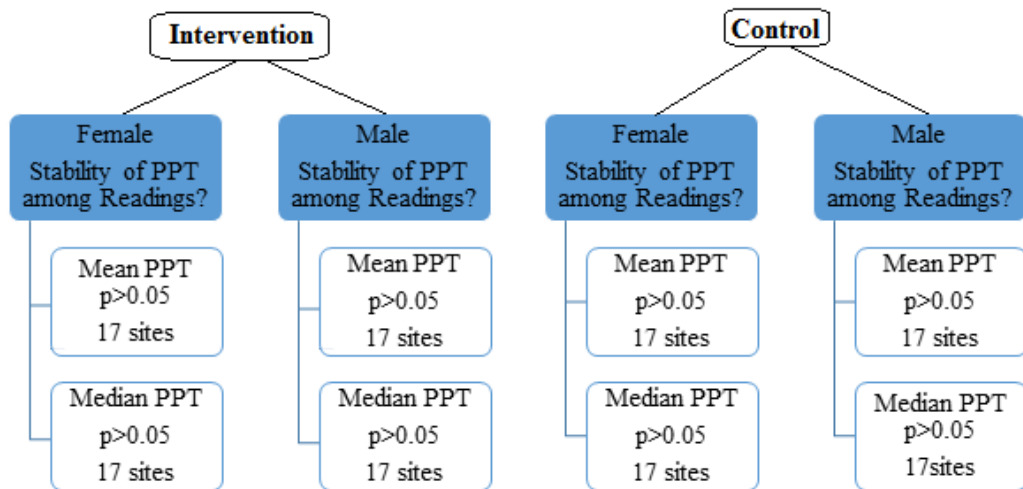 Intervention
Control
Female
Stability of PPT
among Readings?
Male
Stability of PPT
among Readings?
Female
Stability of PPT
among Readings?
Male
Stability of PPT
among Readings?
Mean PPT
p>0.05
17 sites
Mean PPT
p>0.05
17 sites
Mean PPT
p>0.05
17 sites
Mean PPT
p>0.05
17 sites
Median PPT
p>0.05
17 sites
Median PPT
p>0.05
17 sites
Median PPT
p>0.05
17 sites
Median PPT
p>0.05
17sites